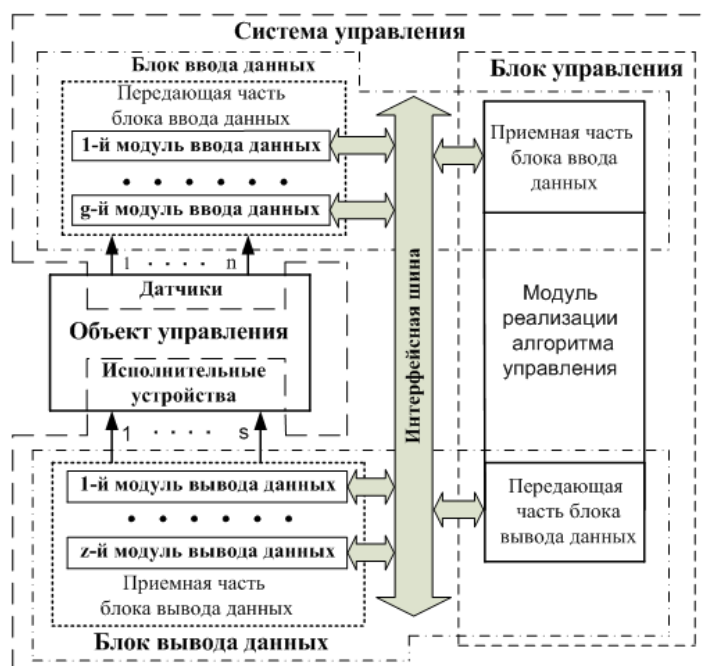 Система управления
Блок ввода данных
Блок управления
Передающая часть
блока ввода данных
1-й модуль ввода данных
g-й модуль ввода данных
Приемная часть
блока ввода
данных
1 n
Датчики
Объект управления
Исполнительные
устройства
1 s
Интерфейсная шина
Модуль
реализации
алгоритма
управления
1-й модуль вывода данных
z-й модуль вывода данных
Приемная часть
блока вывода данных
Блок вывода данных
Передающая
часть блока
вывода данных